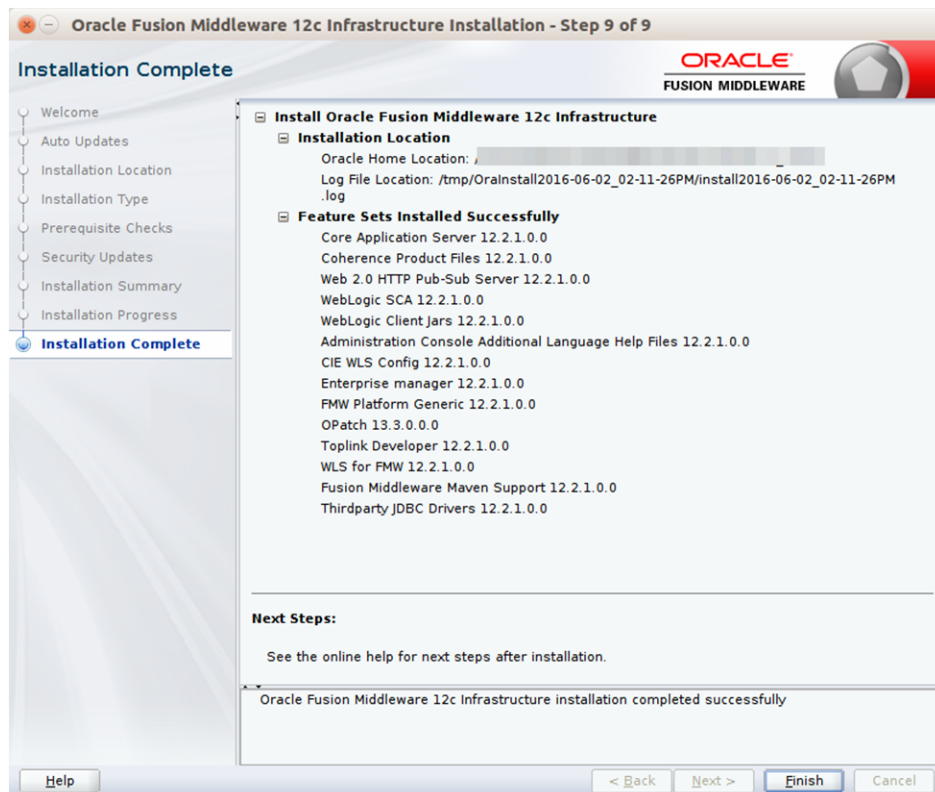 Oracle Fusion Middleware 12c Infrastructure Installation - Step 9 of 9
Installation Complete
ORACLE
FUSION MIDDLEWARE
Welcome
Auto Updates
Installation Location
Installation Type
Prerequisite Checks
Security Updates
Installation Summary
Installation Progress
Installation Complete
Install Oracle Fusion Middleware 12c Infrastructure
Installation Location
Oracle Home Location: /
Log File Location: /tmp/OraInstall2016-06-02_02-11-26PM/install2016-06-02_02-11-26PM
.log
Feature Sets Installed Successfully
Core Application Server 12.2.1.0.0
Coherence Product Files 12.2.1.0.0
Web 2.0 HTTP Pub-Sub Server 12.2.1.0.0
WebLogic SCA 12.2.1.0.0
WebLogic Client Jars 12.2.1.0.0
Administration Console Additional Language Help Files 12.2.1.0.0
CIE WLS Config 12.2.1.0.0
Enterprise manager 12.2.1.0.0
FMW Platform Generic 12.2.1.0.0
OPatch 13.3.0.0.0
Toplink Developer 12.2.1.0.0
WLS for FMW 12.2.1.0.0
Fusion Middleware Maven Support 12.2.1.0.0
Thirdparty JDBC Drivers 12.2.1.0.0
Next Steps:
See the online help for next steps after installation.
Oracle Fusion Middleware 12c Infrastructure installation completed successfully
Help
< Back
Next >
Finish
Cancel